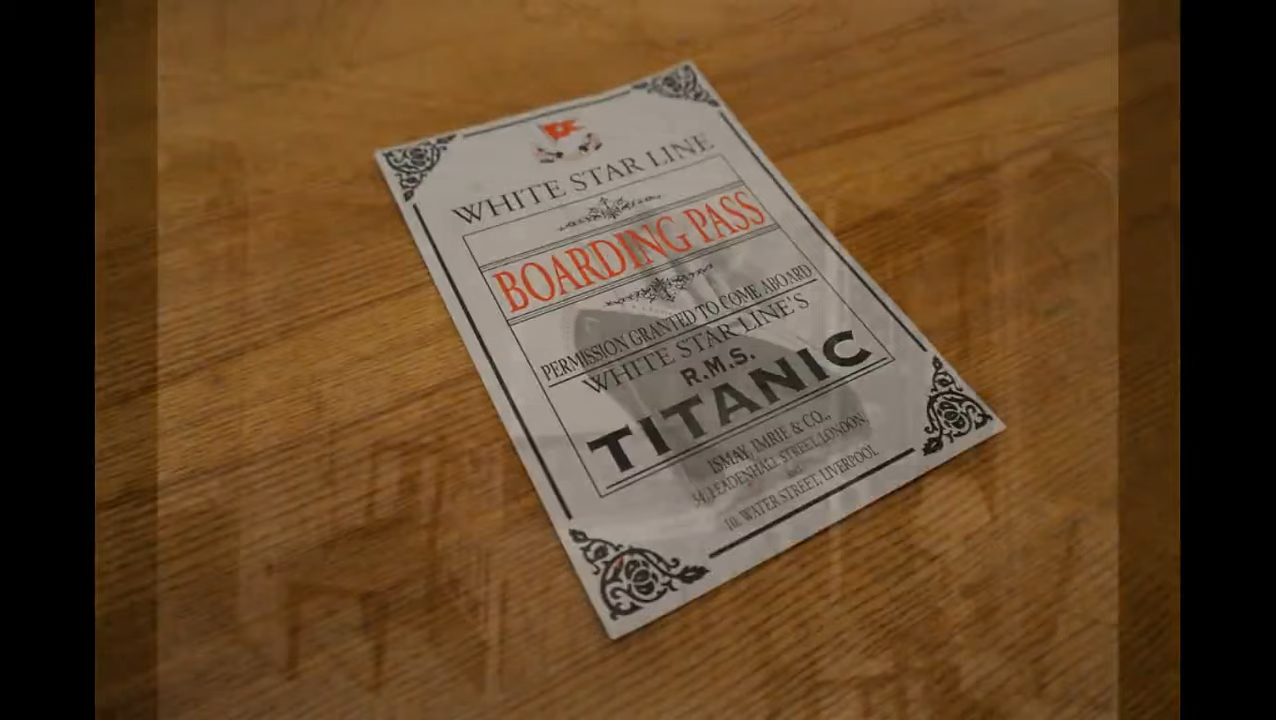 WHITE STAR LINE
BOARDING PASS
PERMISSION GRANTED TO COME ABOARD
WHITE STAR LINE'S
R.M.S.
TITANIC
ISMAY, IMRIE & CO.,
34, LEADENHALL STREET, LONDON
and
10, WATER STREET, LIVERPOOL